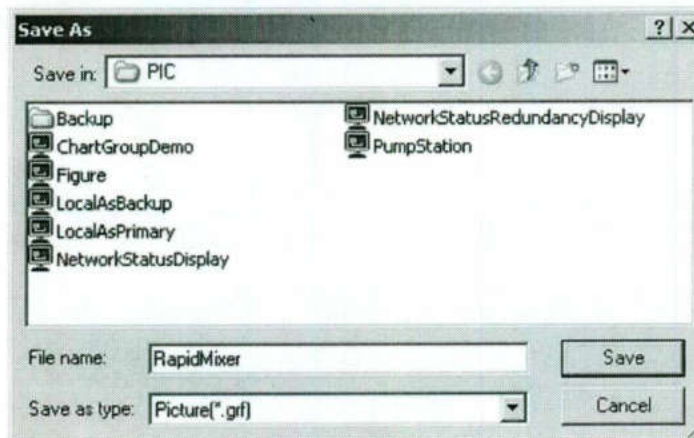 Save As
Save in: PIC
Backup
ChartGroupDemo
Figure
LocalAsBackup
LocalAsPrimary
NetworkStatusDisplay
NetworkStatusRedundancyDisplay
PumpStation
File name: RapidMixer
Save
Save as type: Picture(*.grf)
Cancel